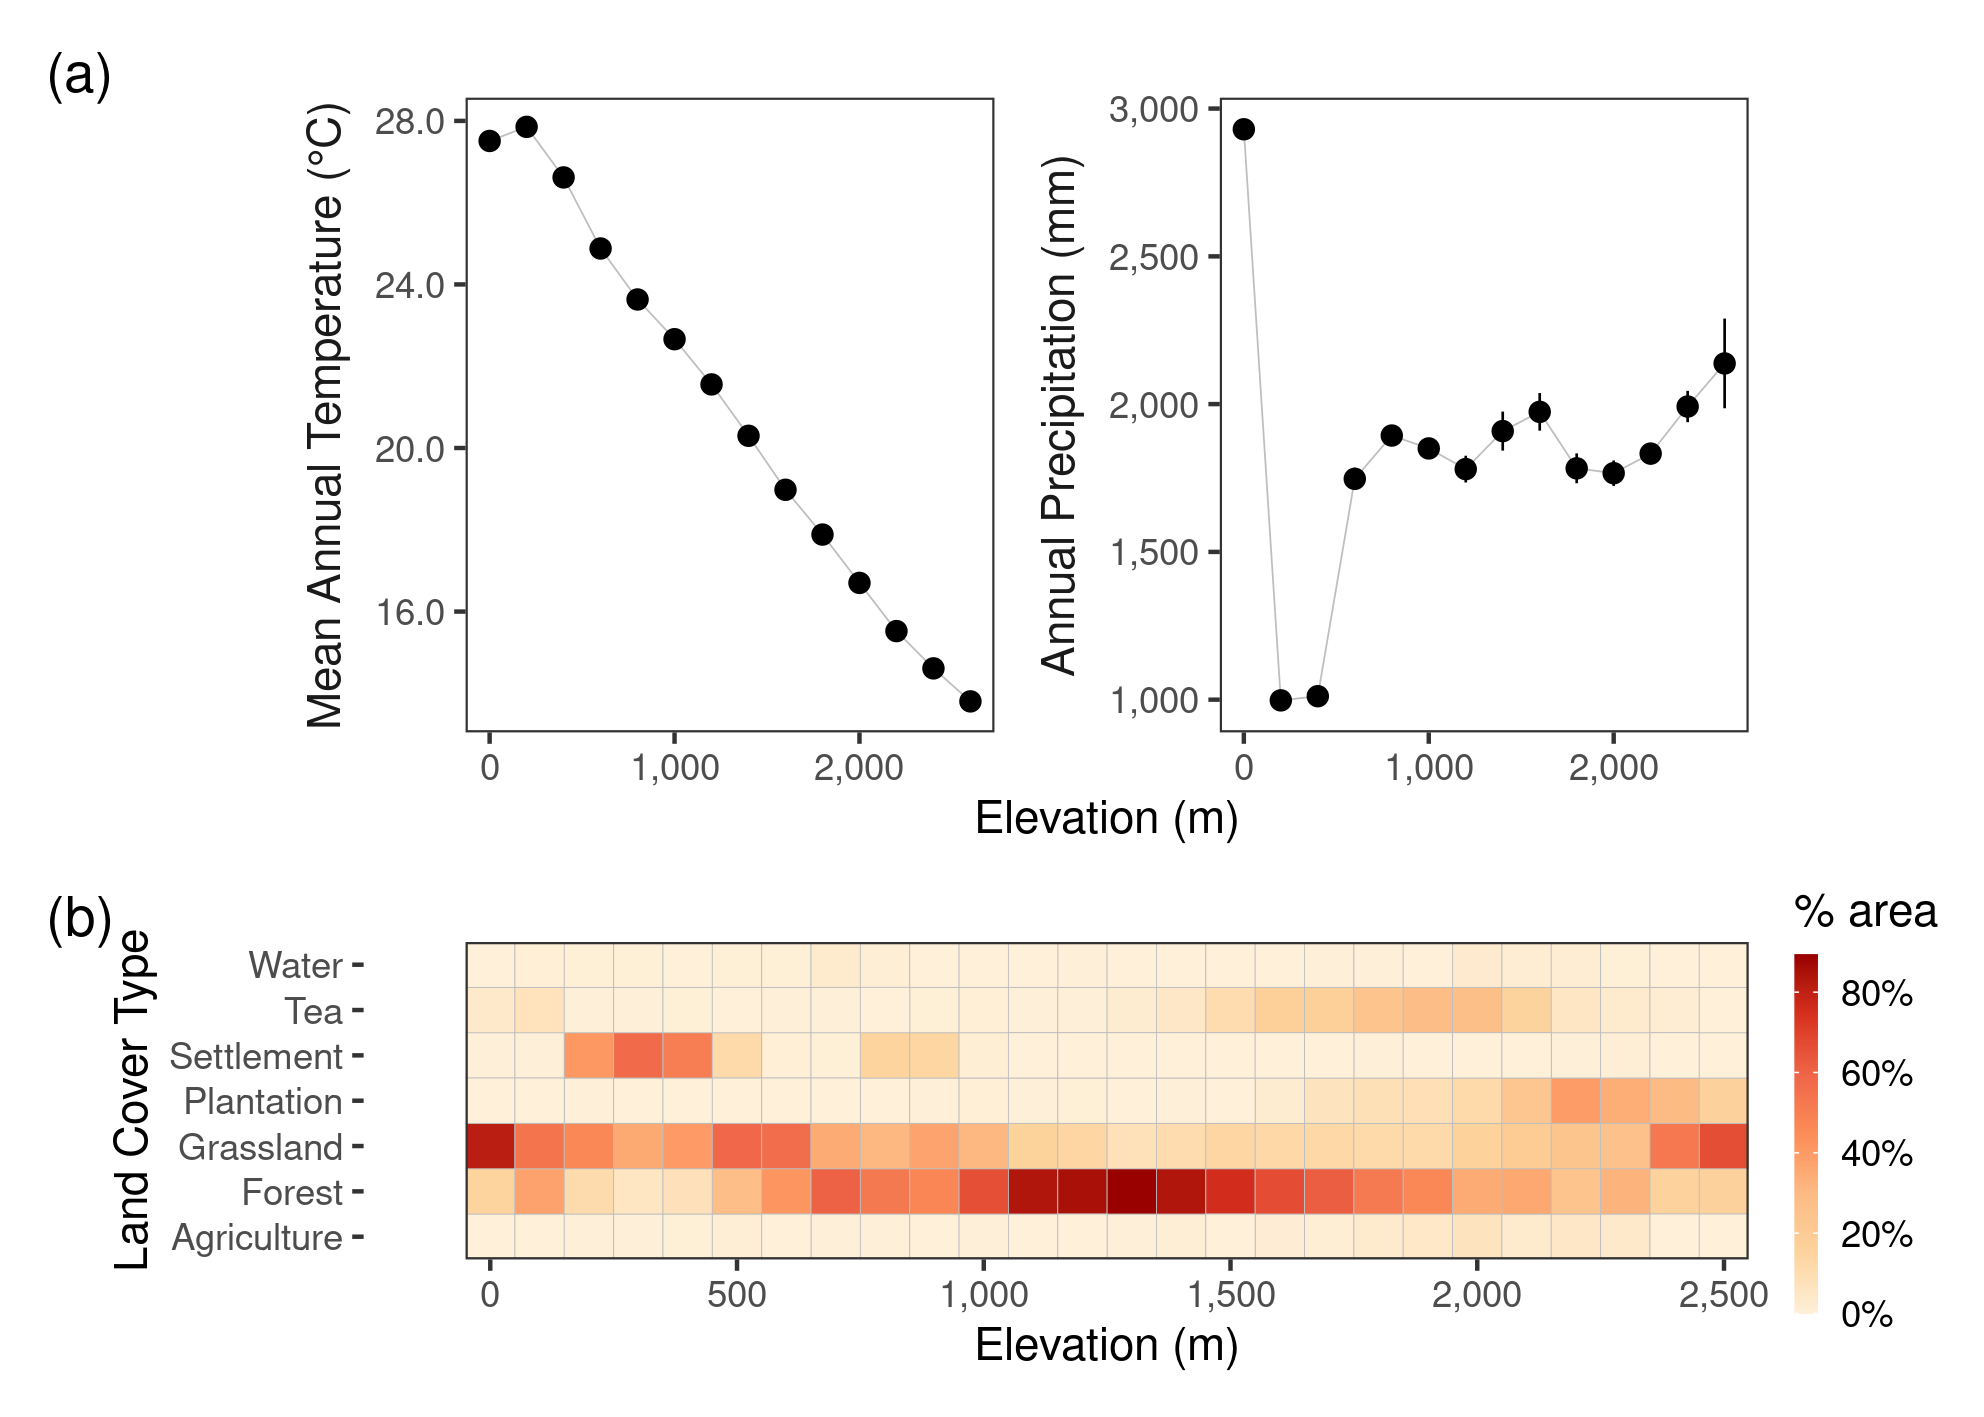 (a)
Mean Annual Temperature (°C)
28.0
24.0
20.0
16.0
0
1,000
2,000
Annual Precipitation (mm)
3,000
2,500
2,000
1,500
1,000
0
1,000
2,000
Elevation (m)
(b)
Land Cover Type
Water
Tea
Settlement
Plantation
Grassland
Forest
Agriculture
0
500
1,000
1,500
2,000
2,500
Elevation (m)
% area
80%
60%
40%
20%
0%